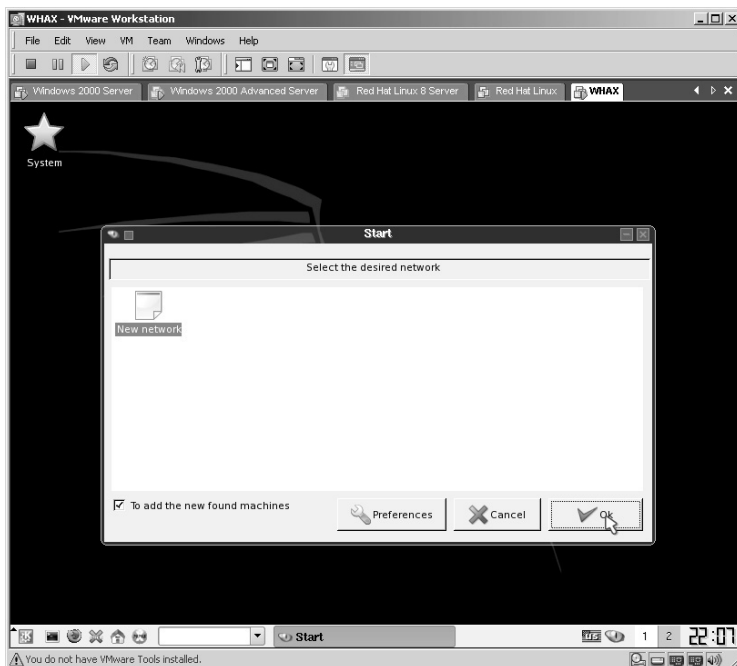 WHAX - VMware Workstation
File Edit View VM Team Windows Help
Windows 2000 Server Windows 2000 Advanced Server Red Hat Linux 8 Server Red Hat Linux WHAX
System
Start
Select the desired network
New network
To add the new found machines Preferences Cancel Ok
Start 1 2 22:07
You do not have VMware Tools installed.